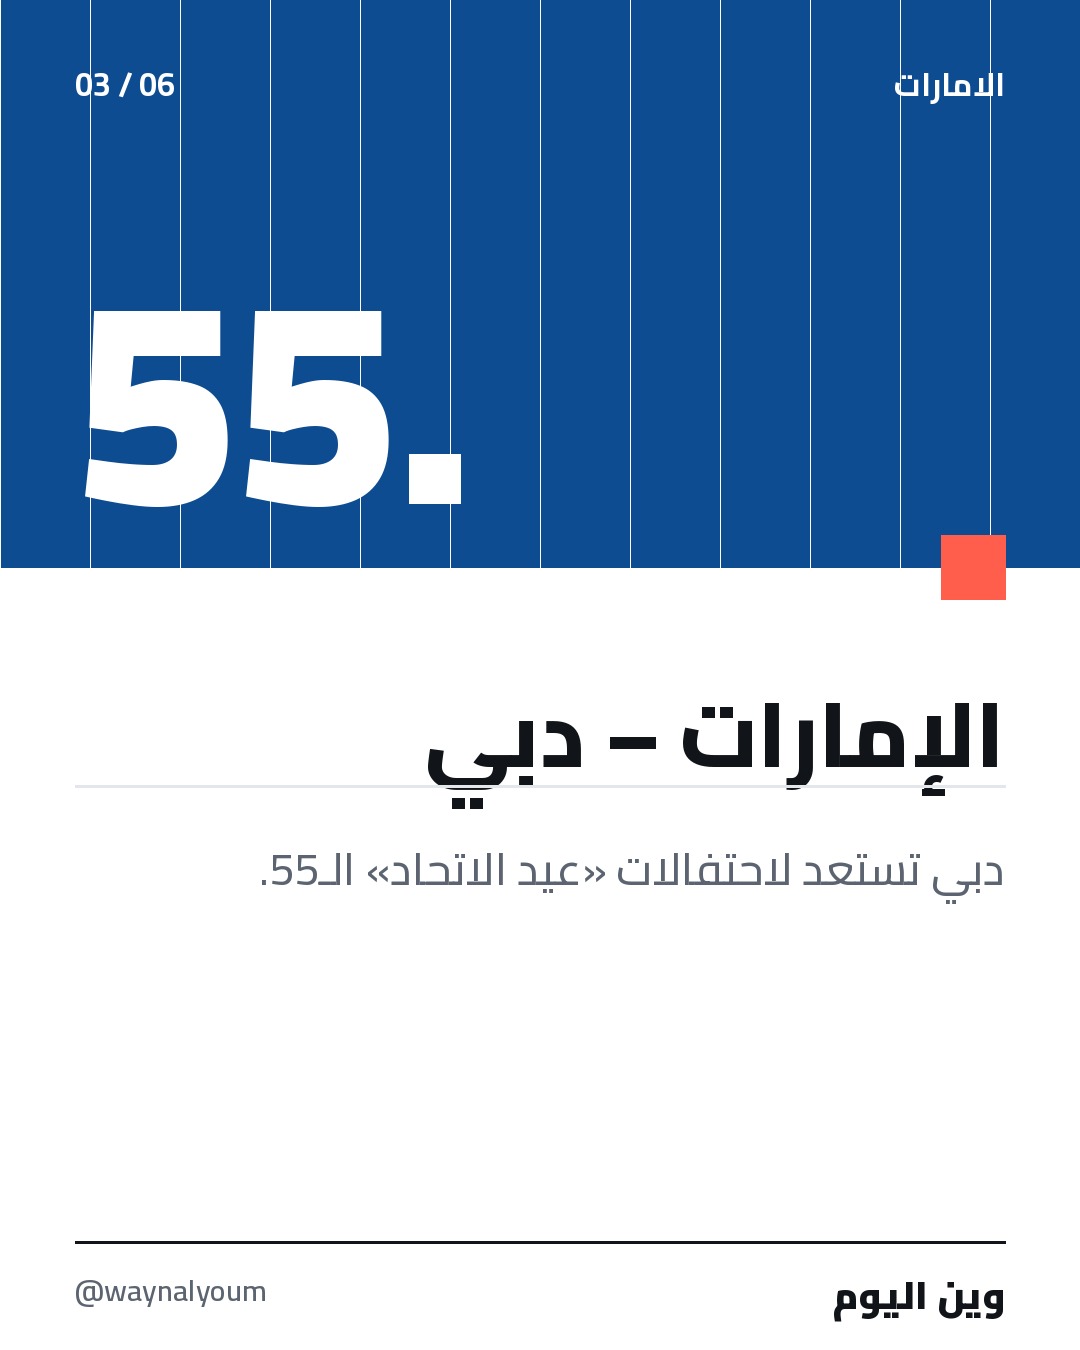 الامارات
03 / 06
55.
الإمارات – دبي
دبي تستعد لاحتفالات «عيد الاتحاد» الـ55.
وين اليوم
@waynalyoum